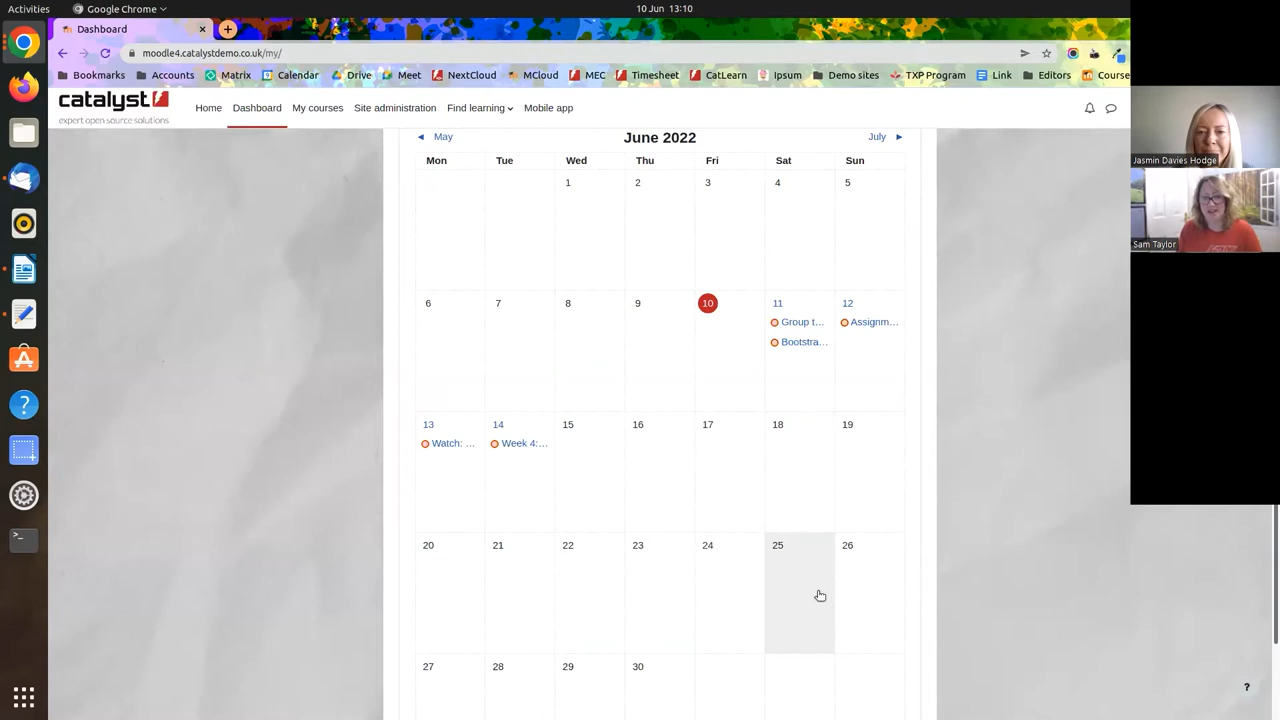 Activities
Google Chrome
10 Jun 13:10
Dashboard
moodle4.catalystdemo.co.uk/my/
Bookmarks Accounts Matrix Calendar Drive Meet NextCloud MCloud MEC Timesheet CatLearn Ipsum Demo sites TXP Program Link Editors Course
catalyst
expert open source solutions
Home Dashboard My courses Site administration Find learning Mobile app
Jasmin Davies Hodge
Sam Taylor
◄ May June 2022 July ►
Mon Tue Wed Thu Fri Sat Sun
1 2 3 4 5
6 7 8 9 10 11 12
Group t... Assignm...
Bootstra...
13 14 15 16 17 18 19
Watch: ... Week 4:...
20 21 22 23 24 25 26
27 28 29 30
?